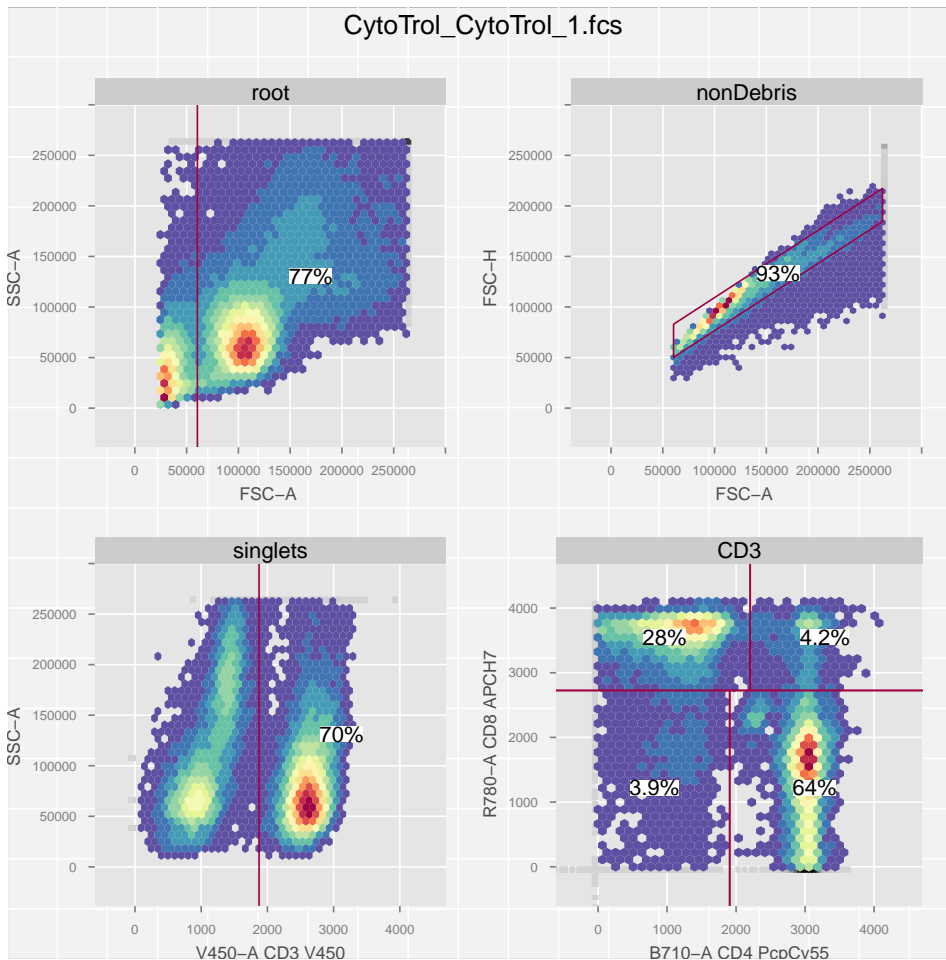 CytoTrol_CytoTrol_1.fcs
root
250000
200000
150000
100000
50000
0
SSC-A
77%
0 50000 100000 150000 200000 250000
FSC-A
nonDebris
250000
200000
150000
100000
50000
0
FSC-H
93%
0 50000 100000 150000 200000 250000
FSC-A
singlets
250000
200000
150000
100000
50000
0
SSC-A
70%
0 1000 2000 3000 4000
V450-A CD3 V450
CD3
4000
3000
2000
1000
0
R780-A CD8 APCH7
28% 4.2%
3.9% 64%
0 1000 2000 3000 4000
B710-A CD4 PcpCy55